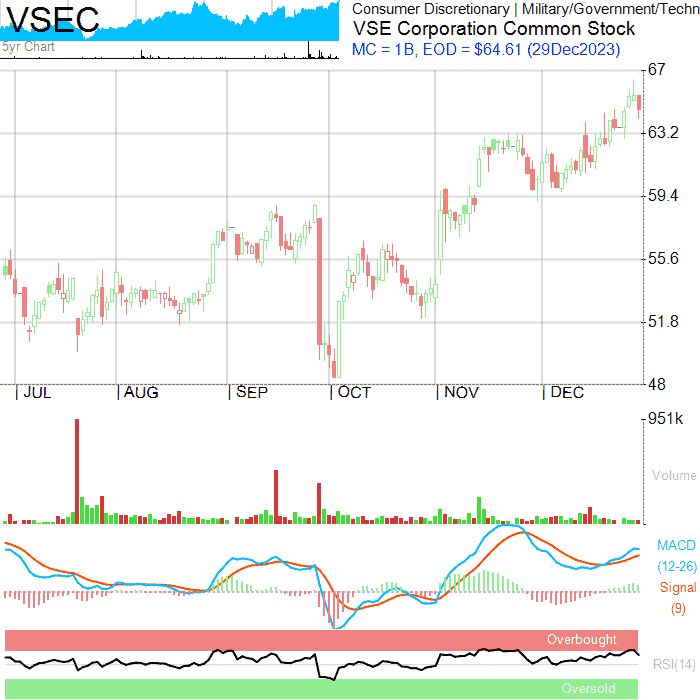 VSEC
5yr Chart
Consumer Discretionary | Military/Government/Techn
VSE Corporation Common Stock
MC = 1B, EOD = $64.61 (29Dec2023)
67
63.2
59.4
55.6
51.8
48
JUL
AUG
SEP
OCT
NOV
DEC
951k
Volume
MACD
(12-26)
Signal
(9)
Overbought
RSI(14)
Oversold